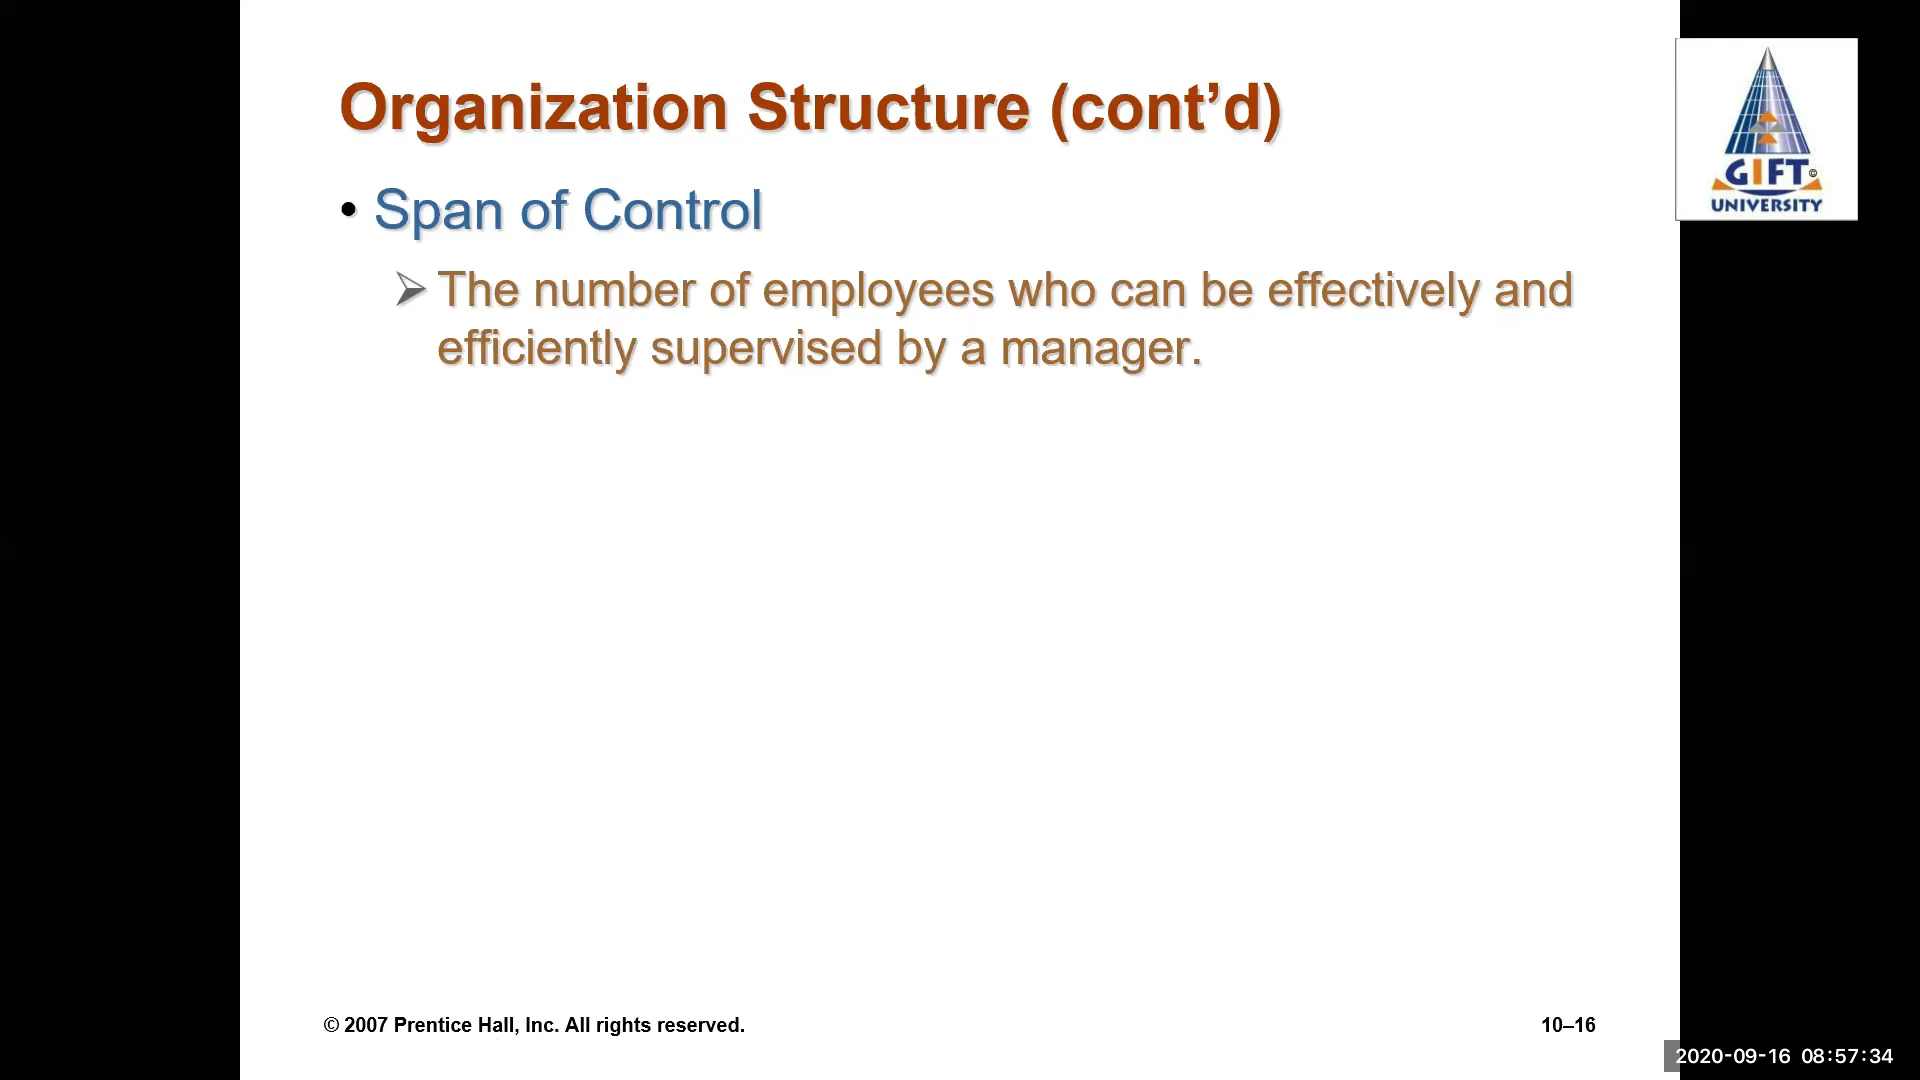 Organization Structure (cont’d)
• Span of Control
➢ The number of employees who can be effectively and
efficiently supervised by a manager.
GIFT©
UNIVERSITY
© 2007 Prentice Hall, Inc. All rights reserved.
10–16
2020-09-16 08:57:34